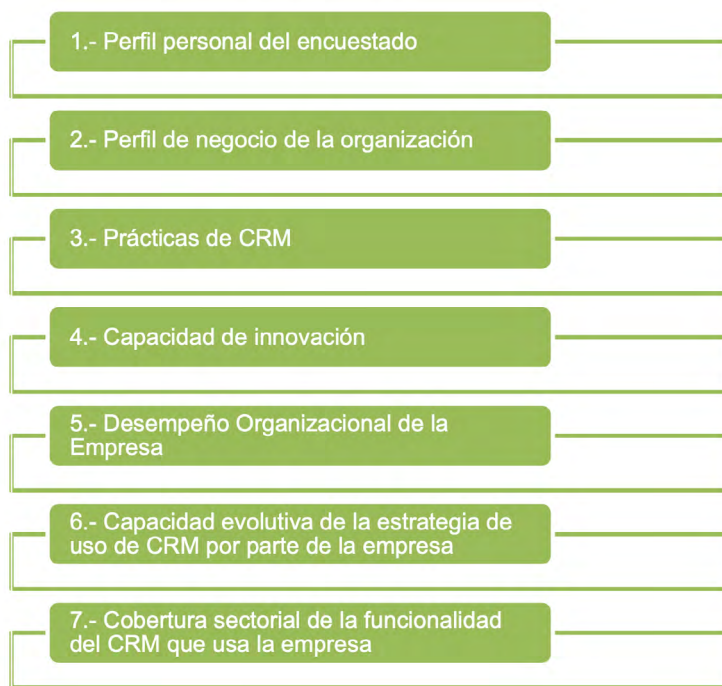 1.- Perfil personal del encuestado
2.- Perfil de negocio de la organización
3.- Prácticas de CRM
4.- Capacidad de innovación
5.- Desempeño Organizacional de la
Empresa
6.- Capacidad evolutiva de la estrategia de
uso de CRM por parte de la empresa
7.- Cobertura sectorial de la funcionalidad
del CRM que usa la empresa